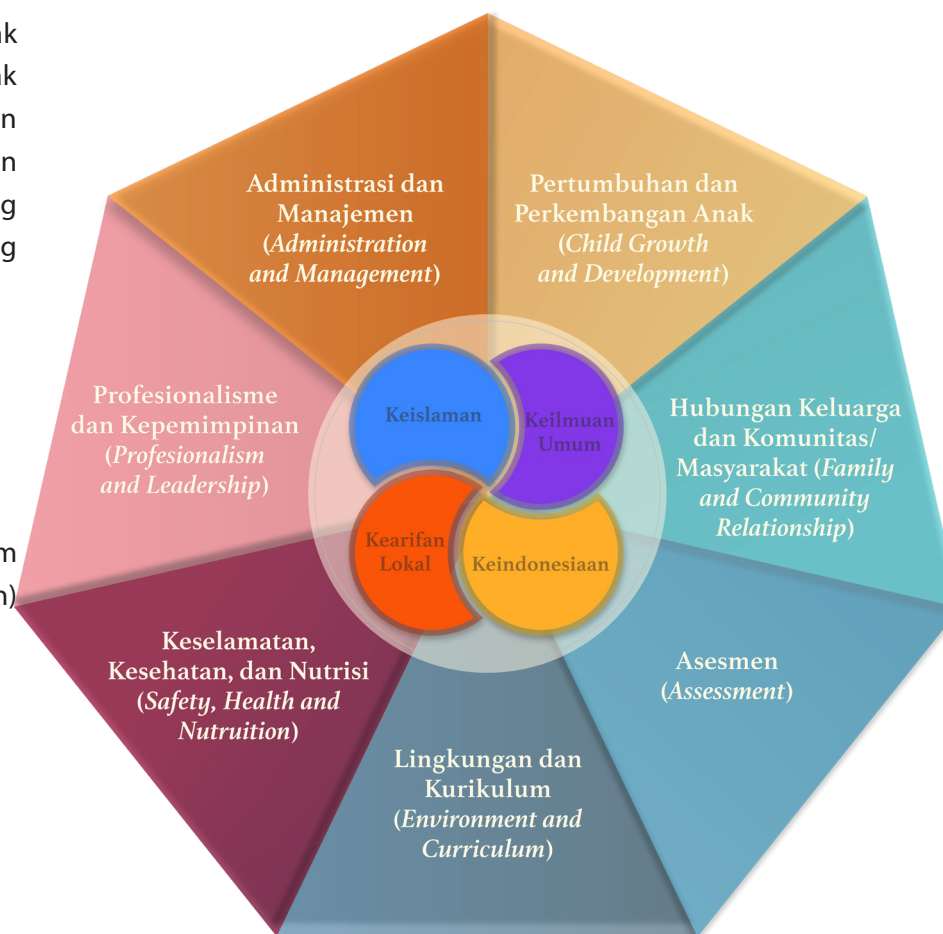 Administrasi dan
Manajemen
(Administration
and Management)
Pertumbuhan dan
Perkembangan Anak
(Child Growth
and Development)
Hubungan Keluarga
dan Komunitas/
Masyarakat (Family
and Community
Relationship)
Asesmen
(Assessment)
Lingkungan dan
Kurikulum
(Environment and
Curriculum)
Keselamatan,
Kesehatan, dan Nutrisi
(Safety, Health and
Nutruition)
Profesionalisme
dan Kepemimpinan
(Profesionalism
and Leadership)
Keislaman
Keilmuan
Umum
Kearifan
Lokal
Keindonesiaan